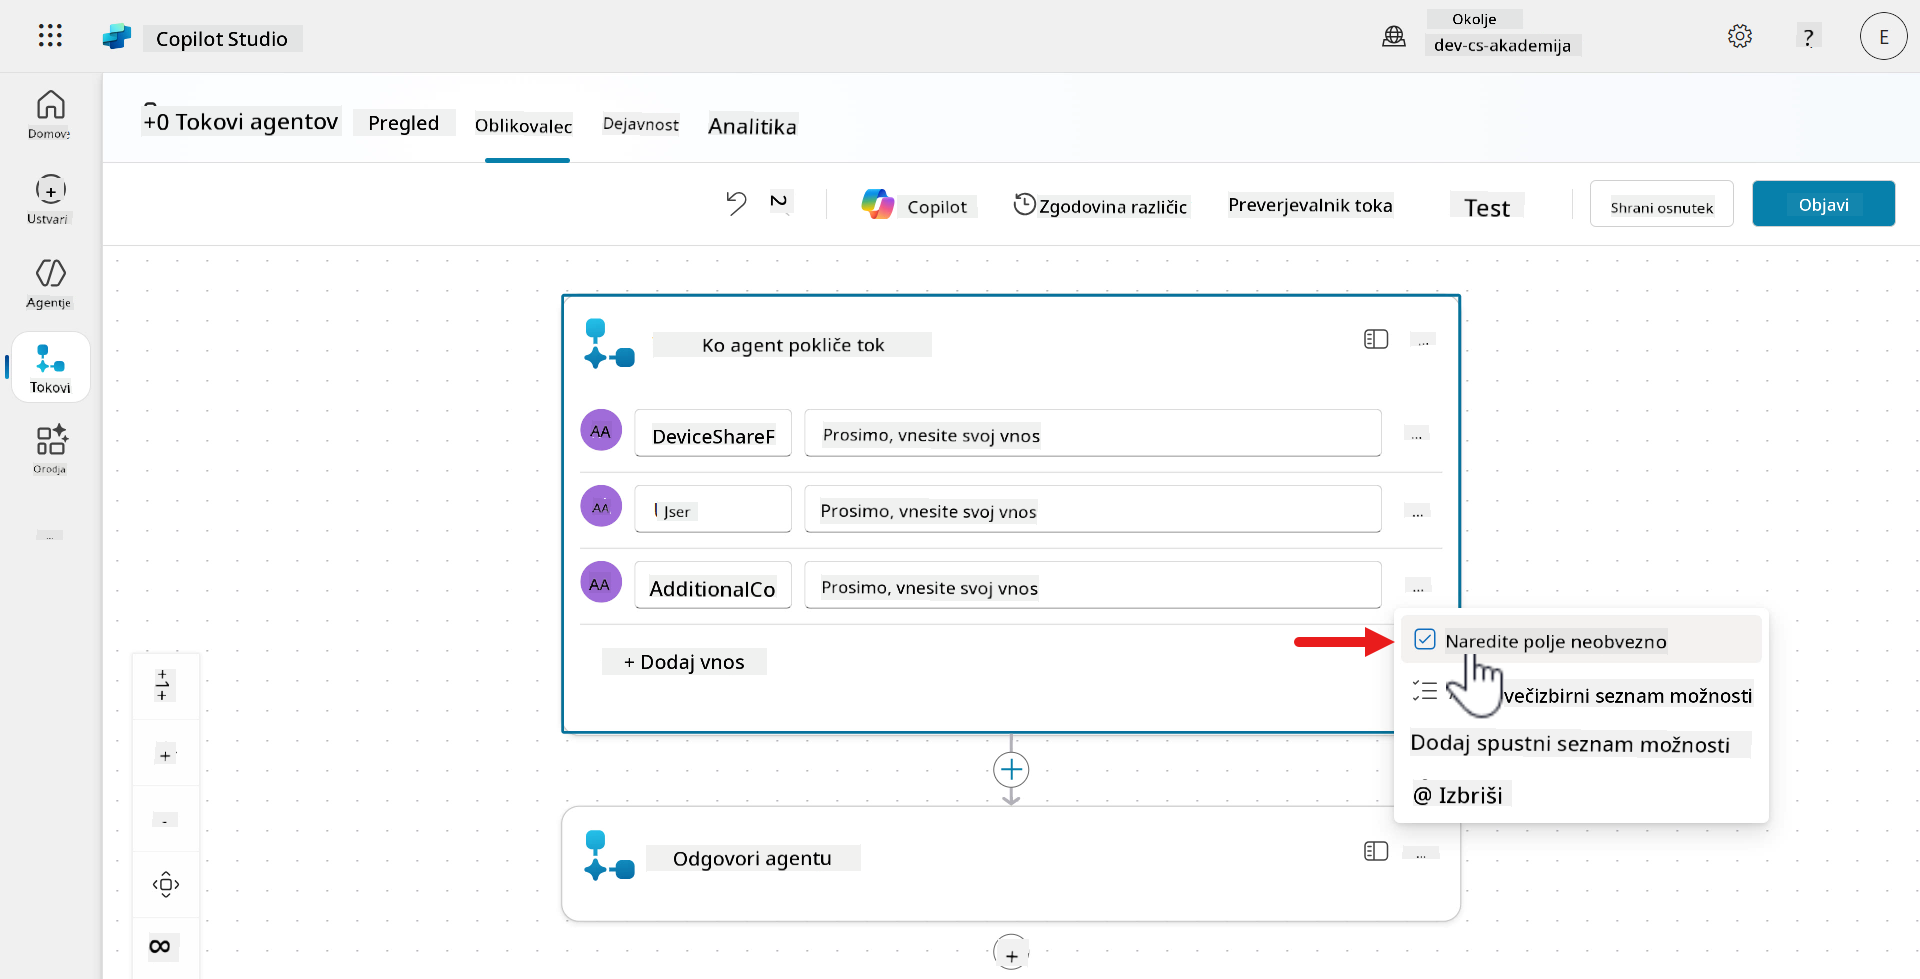 Copilot Studio
Okolje
dev-cs-akademija
?
E
Domove
+0 Tokovi agentov
Pregled
Oblikovalec
Dejavnost
Analitika
Ustvari
Copilot
Zgodovina različic
Preverjevalnik toka
Test
Shrani osnutek
Objavi
Agentje
Tokovi
Orodja
...
Ko agent pokliče tok
...
AA
DeviceShareF
Prosimo, vnesite svoj vnos
...
AA
User
Prosimo, vnesite svoj vnos
...
AA
AdditionalCo
Prosimo, vnesite svoj vnos
...
+ Dodaj vnos
Naredite polje neobvezno
večizbirni seznam možnosti
Dodaj spustni seznam možnosti
@ Izbriši
Odgovori agentu
...